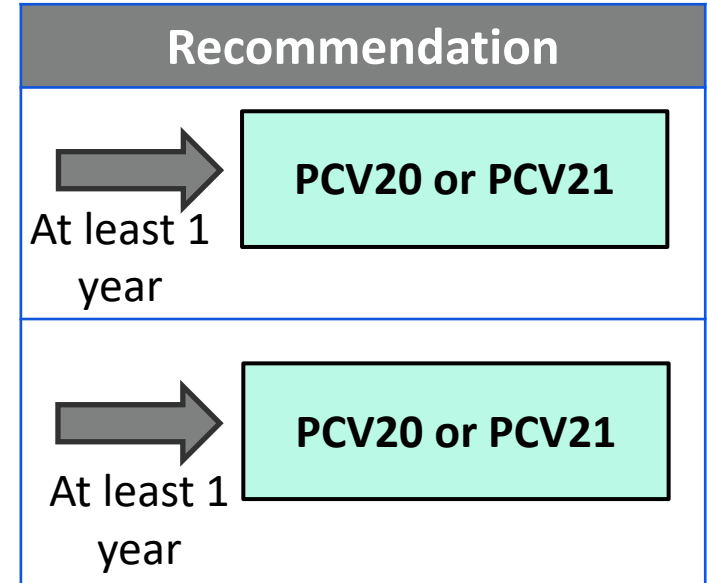 Recommendation
PCV20 or PCV21
At least 1
year
PCV20 or PCV21
At least 1
year